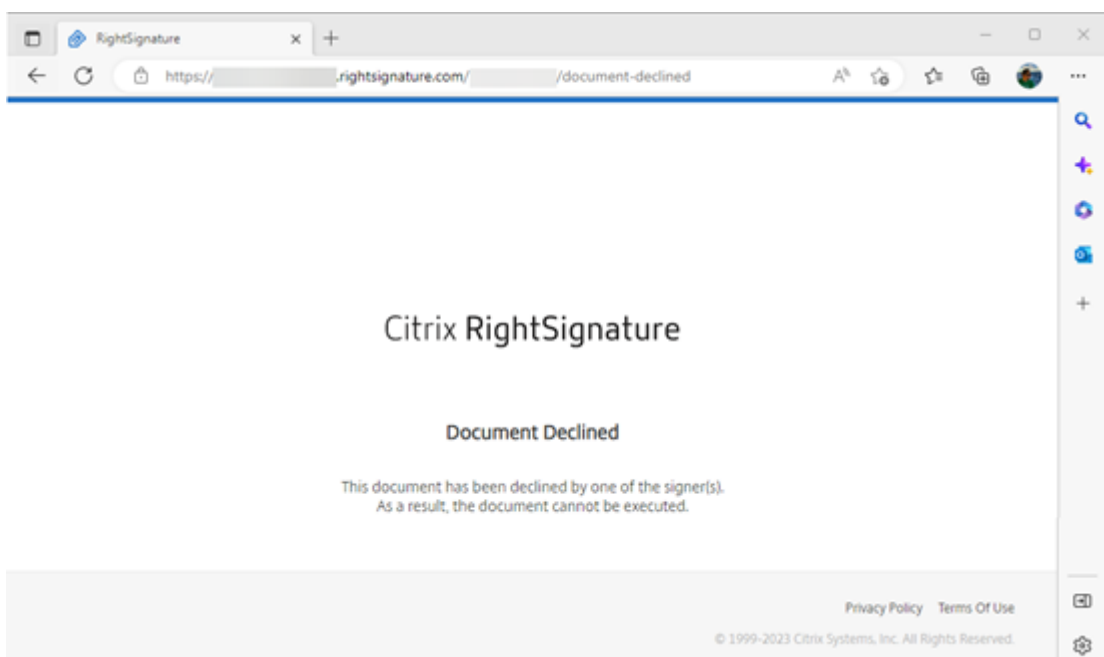 RightSignature
https:// .rightsignature.com/ /document-declined
Citrix RightSignature
Document Declined
This document has been declined by one of the signer(s).
As a result, the document cannot be executed.
Privacy Policy Terms Of Use
© 1999-2023 Citrix Systems, Inc. All Rights Reserved.